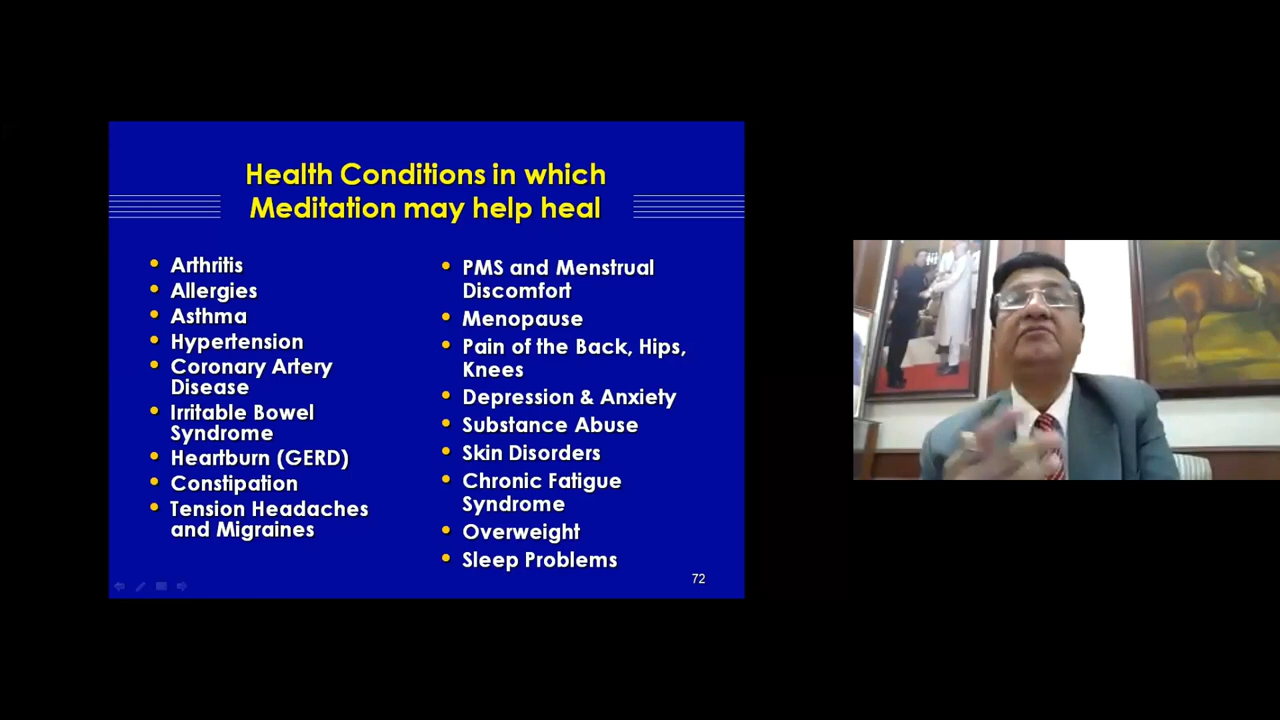 Health Conditions in which
Meditation may help heal
Arthritis
Allergies
Asthma
Hypertension
Coronary Artery
Disease
Irritable Bowel
Syndrome
Heartburn (GERD)
Constipation
Tension Headaches
and Migraines
PMS and Menstrual
Discomfort
Menopause
Pain of the Back, Hips,
Knees
Depression & Anxiety
Substance Abuse
Skin Disorders
Chronic Fatigue
Syndrome
Overweight
Sleep Problems
72